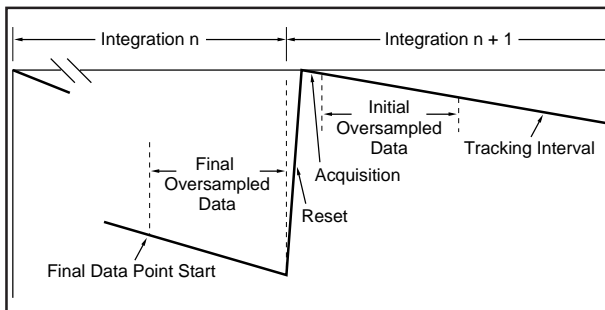 Integration n
Integration n + 1
Initial
Oversampled
Data
Tracking Interval
Final
Oversampled
Data
Acquisition
Reset
Final Data Point Start